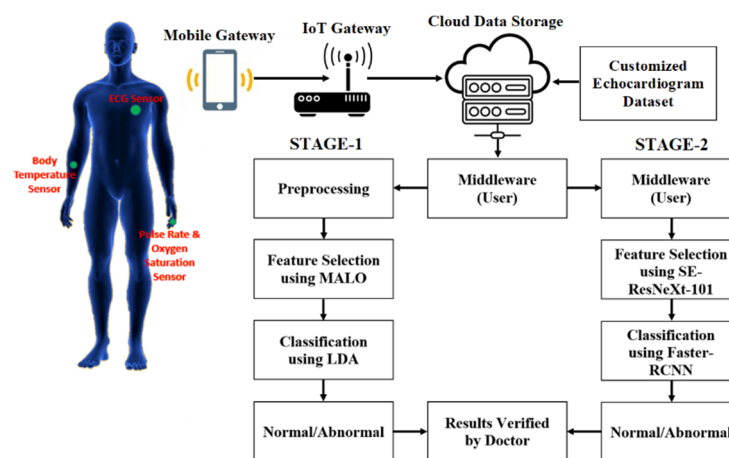 Mobile Gateway
IoT Gateway
Cloud Data Storage
Customized
Echocardiogram
Dataset
ECG Sensor
Body
Temperature
Sensor
Pulse Rate &
Oxygen
Saturation
Sensor
STAGE-1
STAGE-2
Preprocessing
Middleware
(User)
Middleware
(User)
Feature Selection
using MALO
Feature Selection
using SE-
ResNeXt-101
Classification
using LDA
Classification
using Faster-
RCNN
Normal/Abnormal
Results Verified
by Doctor
Normal/Abnormal